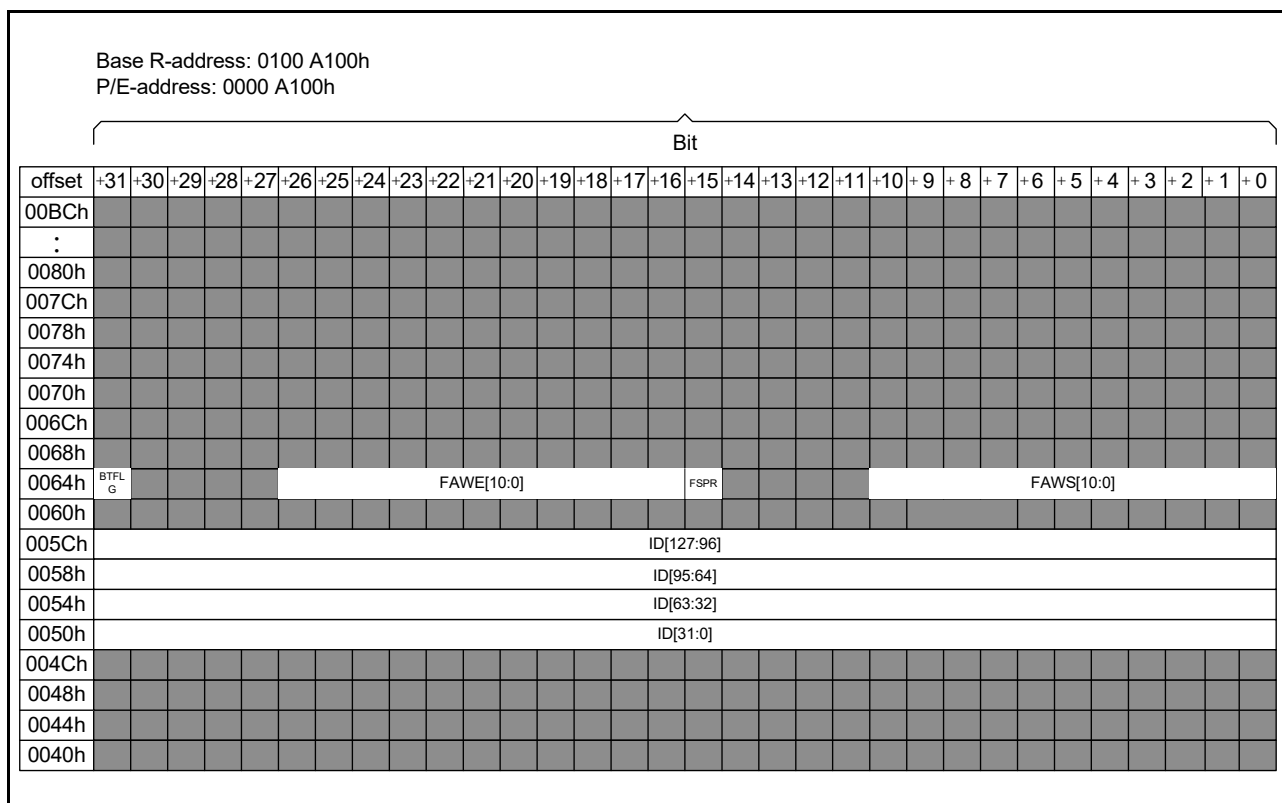 Base R-address: 0100 A100h
P/E-address: 0000 A100h
Bit
offset +31 +30 +29 +28 +27 +26 +25 +24 +23 +22 +21 +20 +19 +18 +17 +16 +15 +14 +13 +12 +11 +10 + 9 + 8 + 7 +6 + 5 + 4 + 3 + 2 + 1 + 0
00BCh
:
0080h
007Ch
0078h
0074h
0070h
006Ch
0068h
0064h BTFL G FAWE[10:0] FSPR FAWS[10:0]
0060h
005Ch ID[127:96]
0058h ID[95:64]
0054h ID[63:32]
0050h ID[31:0]
004Ch
0048h
0044h
0040h